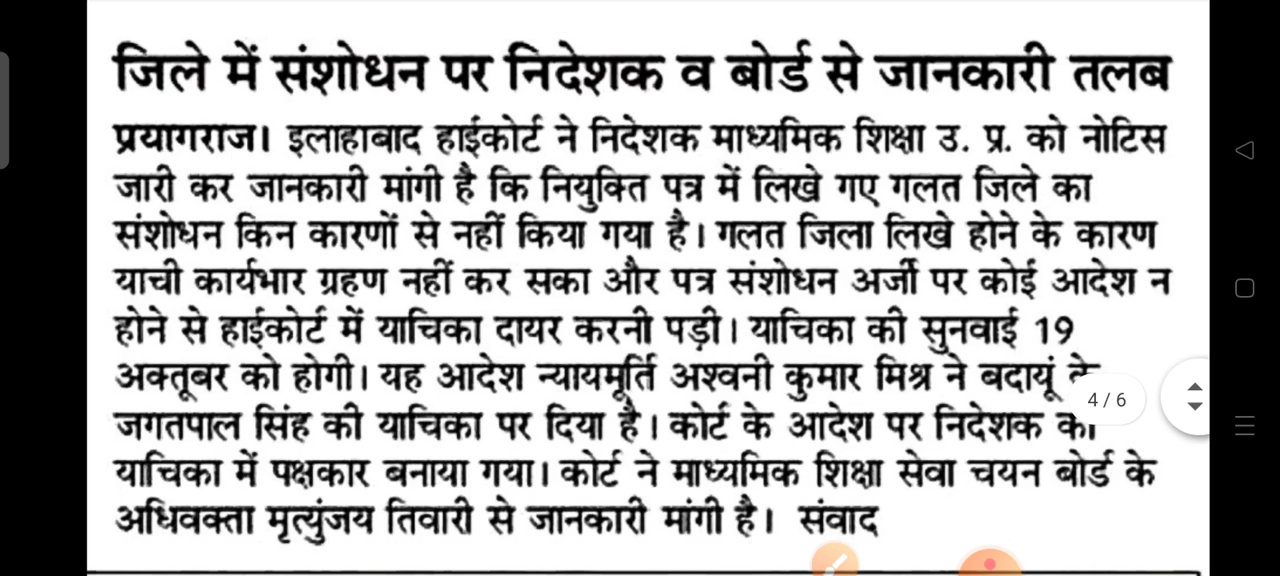 जिले में संशोधन पर निदेशक व बोर्ड से जानकारी तलब
प्रयागराज। इलाहाबाद हाईकोर्ट ने निदेशक माध्यमिक शिक्षा उ. प्र. को नोटिस
जारी कर जानकारी मांगी है कि नियुक्ति पत्र में लिखे गए गलत जिले का
संशोधन किन कारणों से नहीं किया गया है। गलत जिला लिखे होने के कारण
याची कार्यभार ग्रहण नहीं कर सका और पत्र संशोधन अर्जी पर कोई आदेश न
होने से हाईकोर्ट में याचिका दायर करनी पड़ी। याचिका की सुनवाई 19
अक्तूबर को होगी। यह आदेश न्यायमूर्ति अश्वनी कुमार मिश्र ने बदायूं के
4 / 6
जगतपाल सिंह की याचिका पर दिया है। कोर्ट के आदेश पर निदेशक को
याचिका में पक्षकार बनाया गया। कोर्ट ने माध्यमिक शिक्षा सेवा चयन बोर्ड के
अधिवक्ता मृत्युंजय तिवारी से जानकारी मांगी है। संवाद